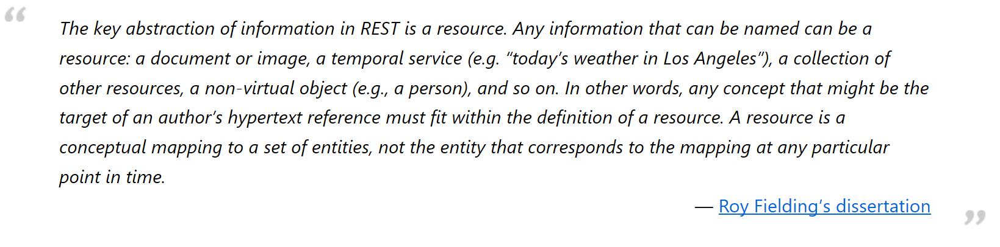 “
The key abstraction of information in REST is a resource. Any information that can be named can be a
resource: a document or image, a temporal service (e.g. “today’s weather in Los Angeles”), a collection of
other resources, a non-virtual object (e.g., a person), and so on. In other words, any concept that might be the
target of an author’s hypertext reference must fit within the definition of a resource. A resource is a
conceptual mapping to a set of entities, not the entity that corresponds to the mapping at any particular
point in time.
— Roy Fielding’s dissertation
”